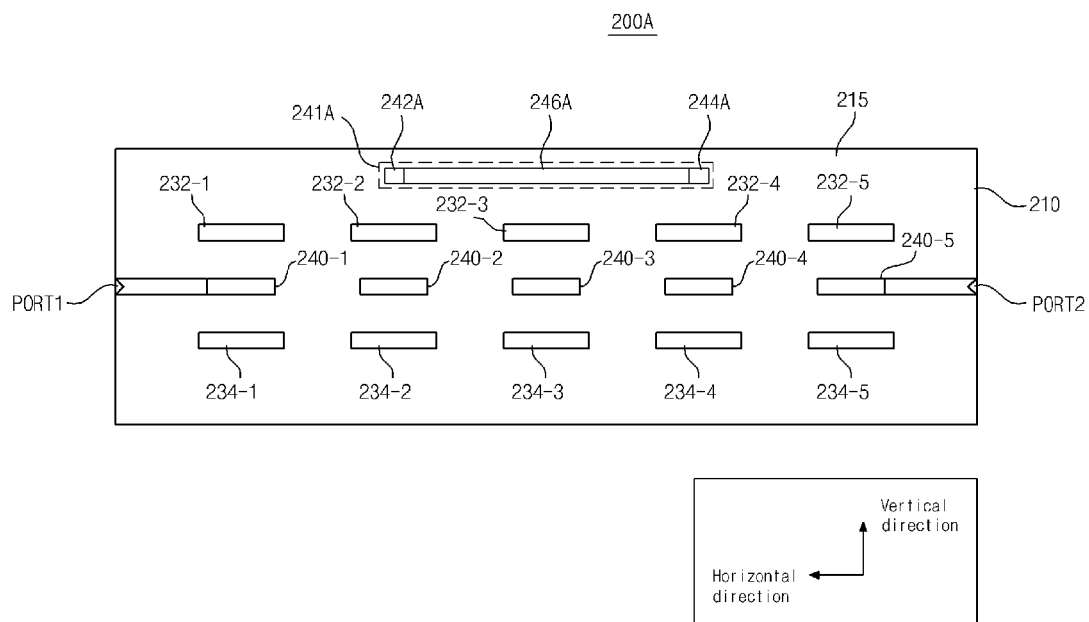 200A
241A
242A
246A
244A
215
232-1
232-2
232-3
232-4
232-5
210
240-1
240-2
240-3
240-4
240-5
PORT1
PORT2
234-1
234-2
234-3
234-4
234-5
Vertical
direction
Horizontal
direction